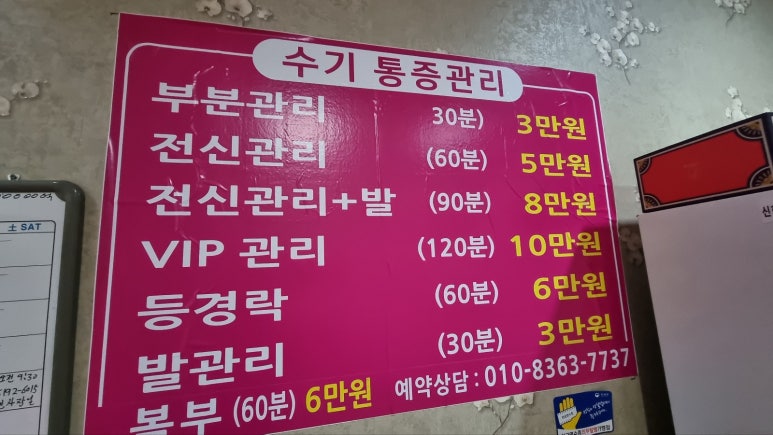 수기 통증관리
부분관리 30분) 3만원
전신관리 (60분) 5만원
전신관리+발 (90분) 8만원
VIP 관리 (120분) 10만원
등경락 (60분) 6만원
발관리 (30분) 3만원
복부 (60분) 6만원 예약상담 : 010-8363-7737
土 SAT